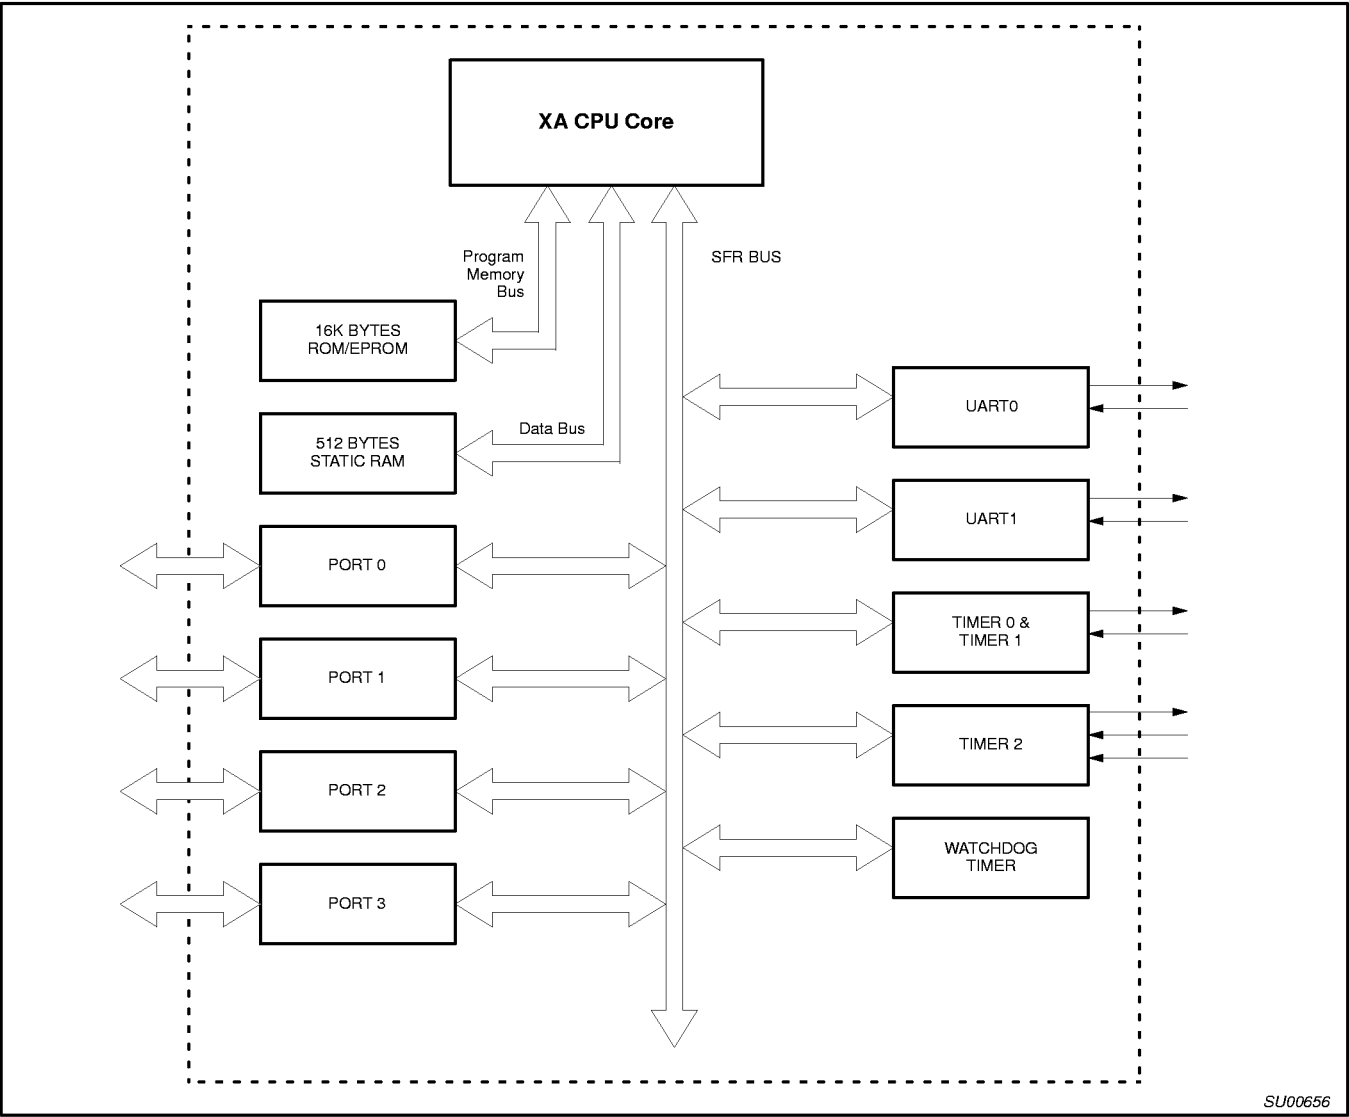 XA CPU Core
Program
Memory
Bus
SFR BUS
16K BYTES
ROM/EPROM
Data Bus
512 BYTES
STATIC RAM
PORT 0
PORT 1
PORT 2
PORT 3
UART0
UART1
TIMER 0 &
TIMER 1
TIMER 2
WATCHDOG
TIMER
SU00656